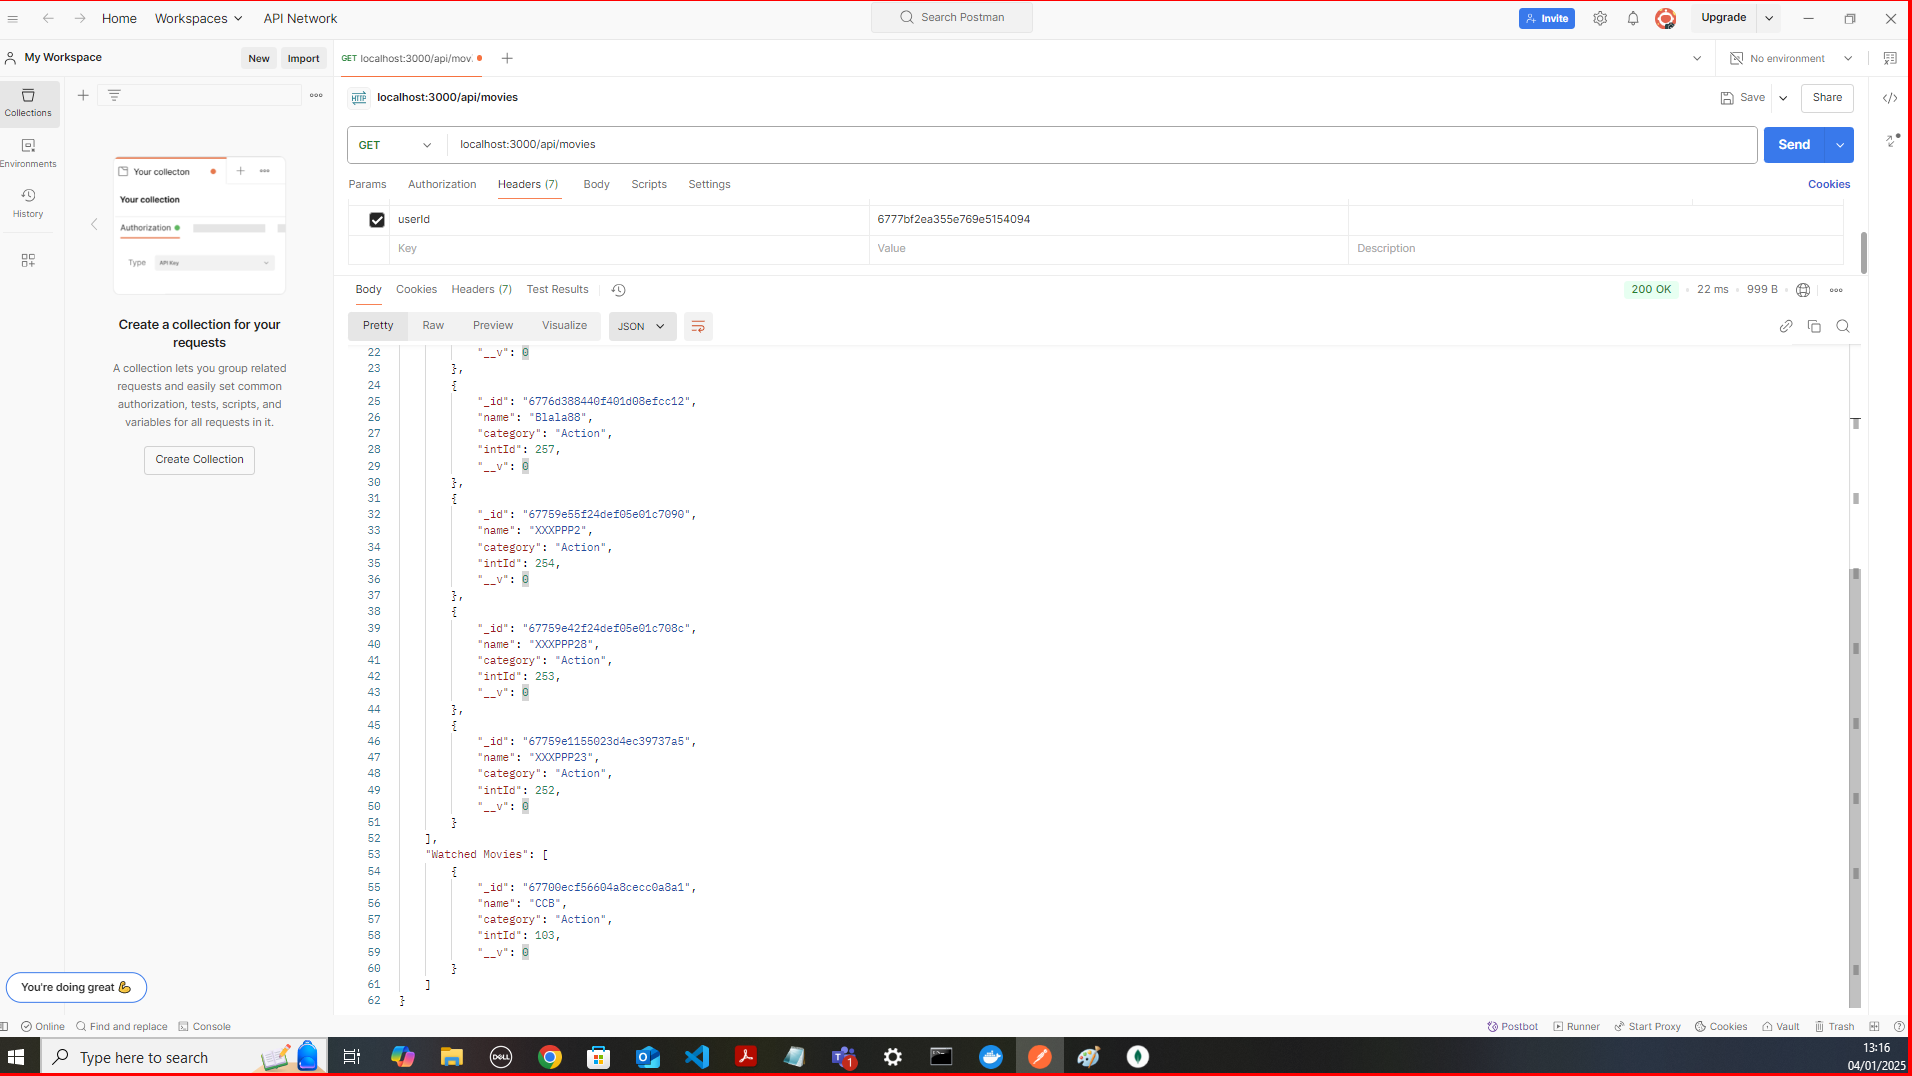 Home Workspaces API Network
Search Postman
Invite
Upgrade
My Workspace
New Import
GET localhost:3000/api/mov.
No environment
Collections
Environments
History
Your collecton
Your collection
Authorization
Type API Key
Create a collection for your
requests
A collection lets you group related
requests and easily set common
authorization, tests, scripts, and
variables for all requests in it.
Create Collection
You're doing great
HTTP localhost:3000/api/movies
Save Share
GET localhost:3000/api/movies
Send
Params Authorization Headers (7) Body Scripts Settings
Cookies
userId 6777bf2ea355e769e5154094
Key Value Description
Body Cookies Headers (7) Test Results
200 OK 22 ms 999 B
Pretty Raw Preview Visualize JSON
22 "__v": 0
23 },
24 {
25 "_id": "6776d388440f401d08efcc12",
26 "name": "Blala88",
27 "category": "Action",
28 "intId": 257,
29 "__v": 0
30 },
31 {
32 "_id": "67759e55f24def05e01c7090",
33 "name": "XXXPPP2",
34 "category": "Action",
35 "intId": 254,
36 "__v": 0
37 },
38 {
39 "_id": "67759e42f24def05e01c708c",
40 "name": "XXXPPP28",
41 "category": "Action",
42 "intId": 253,
43 "__v": 0
44 },
45 {
46 "_id": "67759e1155023d4ec39737a5",
47 "name": "XXXPPP23",
48 "category": "Action",
49 "intId": 252,
50 "__v": 0
51 }
52 ],
53 "Watched Movies": [
54 {
55 "_id": "67700ecf56604a8cecc0a8a1",
56 "name": "CCB",
57 "category": "Action",
58 "intId": 103,
59 "__v": 0
60 }
61 ]
62 }
Online Find and replace Console
Postbot Runner Start Proxy Cookies Vault Trash
Type here to search
DELL
1
13:16
04/01/2025